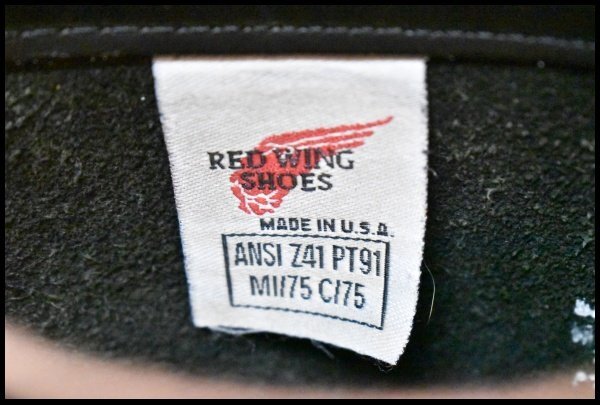 RED WING
SHOES
MADE IN U.S.A.
ANSI Z41 PT91
MI/75 C/75